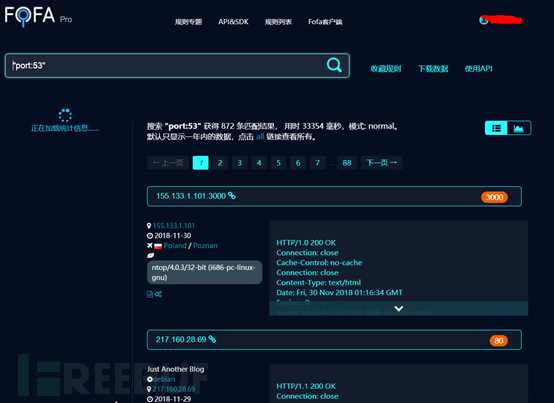 FOFA Pro
规则专题 API&SDK 规则列表 Fofa客户端
"port:53"
收藏规则 下载数据 使用API
正在加载统计信息......
搜索 "port:53" 获得 872 条匹配结果， 用时 33354 毫秒，模式: normal。
默认只显示一年内的数据，点击 all 链接查看所有。
← 上一页 1 2 3 4 5 6 7 ... 88 下一页 →
155.133.1.101:3000 3000
155.133.1.101
2018-11-30
Poland / Poznan
ntop/4.0.3/32-bit (i686-pc-linux-
gnu)
HTTP/1.0 200 OK
Connection: close
Cache-Control: no-cache
Connection: close
Content-Type: text/html
Date: Fri, 30 Nov 2018 01:16:34 GMT
217.160.28.69 80
Just Another Blog
debian
217.160.28.69
2018-11-29
HTTP/1.1 200 OK
Connection: close
FREEBUF